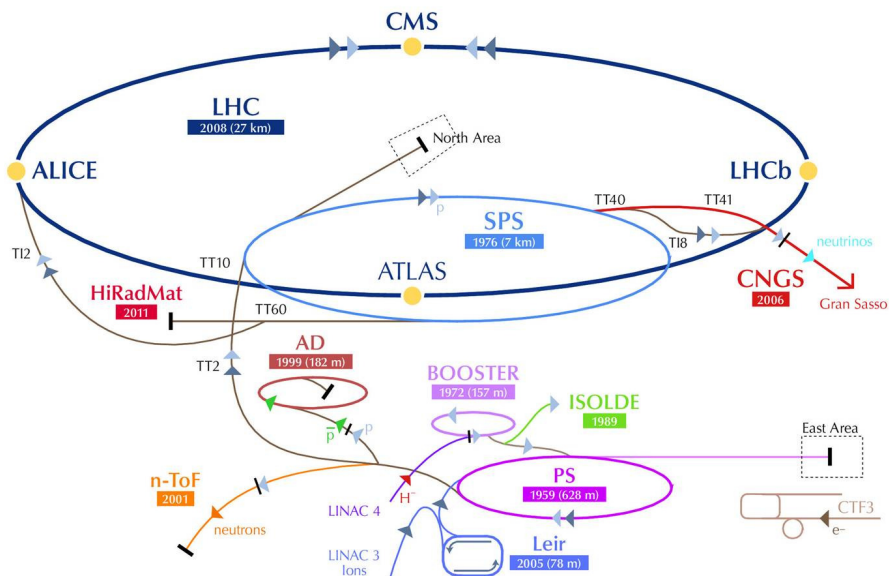 CMS
LHC
2008 (27 km)
North Area
ALICE
LHCb
TT40
TT41
p
SPS
1976 (7 km)
TI8
TI2
TT10
neutrinos
ATLAS
CNGS
2006
HiRadMat
2011
Gran Sasso
TT60
AD
1999 (182 m)
TT2
BOOSTER
1972 (157 m)
ISOLDE
1989
p̅
p
East Area
n-ToF
2001
PS
1959 (628 m)
LINAC 4
H⁻
neutrons
CTF3
e–
LINAC 3
Ions
Leir
2005 (78 m)